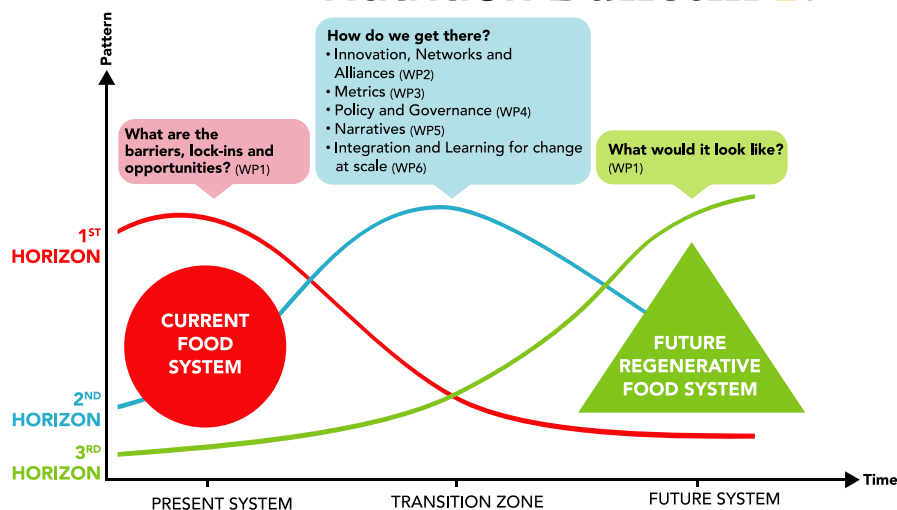 Pattern
How do we get there?
• Innovation, Networks and
Alliances (WP2)
• Metrics (WP3)
• Policy and Governance (WP4)
• Narratives (WP5)
• Integration and Learning for change
at scale (WP6)
What are the
barriers, lock-ins and
opportunities? (WP1)
What would it look like?
(WP1)
1ST
HORIZON
CURRENT
FOOD
SYSTEM
FUTURE
REGENERATIVE
FOOD SYSTEM
2ND
HORIZON
3RD
HORIZON
Time
PRESENT SYSTEM
TRANSITION ZONE
FUTURE SYSTEM